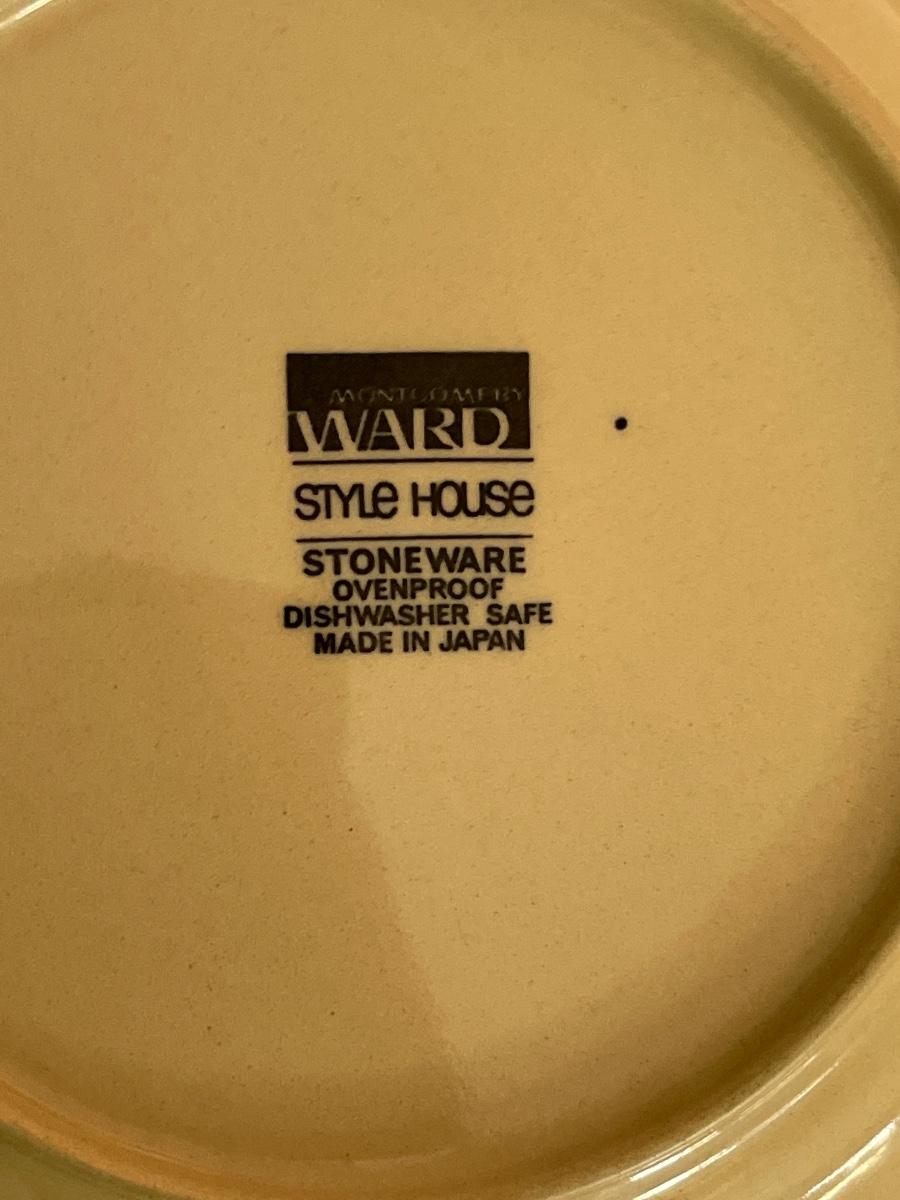 MONTGOMERY
WARD
STYLe HOUSe
STONEWARE
OVENPROOF
DISHWASHER SAFE
MADE IN JAPAN